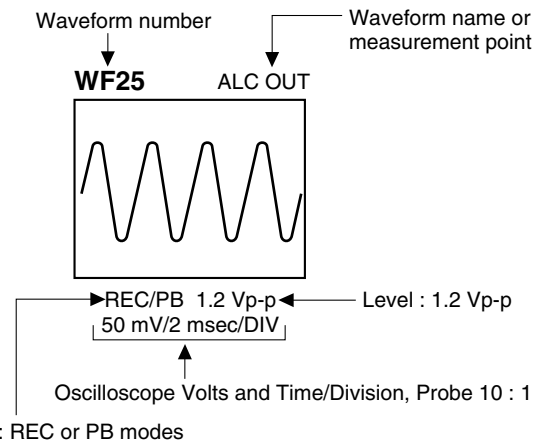 Waveform number
Waveform name or
measurement point
WF25 ALC OUT
REC/PB 1.2 Vp-p
Level : 1.2 Vp-p
50 mV/2 msec/DIV
Oscilloscope Volts and Time/Division, Probe 10 : 1
: REC or PB modes